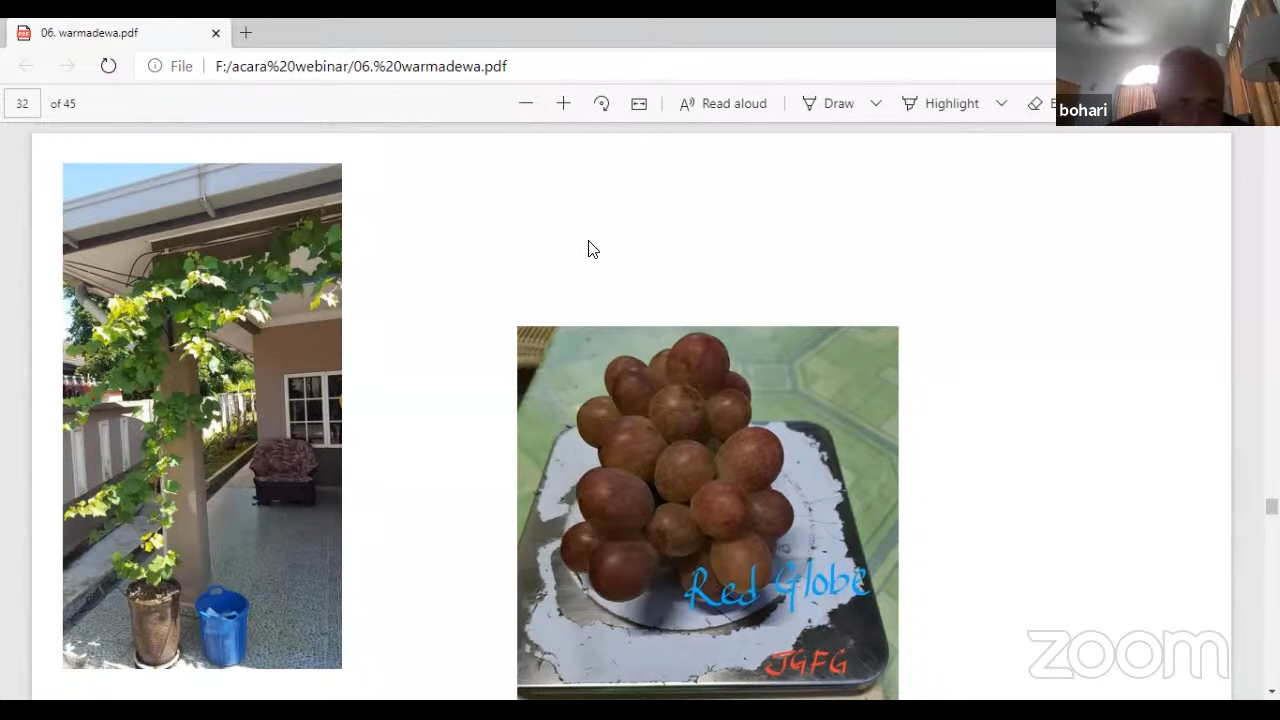 06. warmadewa.pdf
File
F:/acara%20webinar/06.%20warmadewa.pdf
32 of 45
Read aloud
Draw
Highlight
bohari
Red Globe
JGFG
zoom